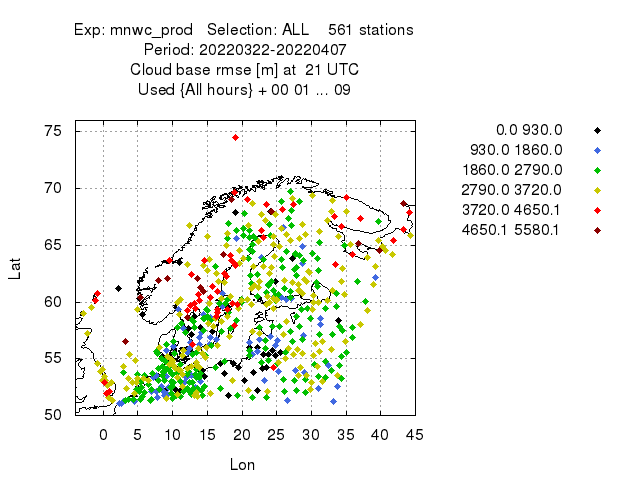 Exp: mnwc_prod Selection: ALL 561 stations
Period: 20220322-20220407
Cloud base rmse [m] at 21 UTC
Used {All hours} + 00 01 ... 09
0.0 930.0
930.0 1860.0
1860.0 2790.0
2790.0 3720.0
3720.0 4650.1
4650.1 5580.1
75
70
65
60
55
50
Lat
0 5 10 15 20 25 30 35 40 45
Lon